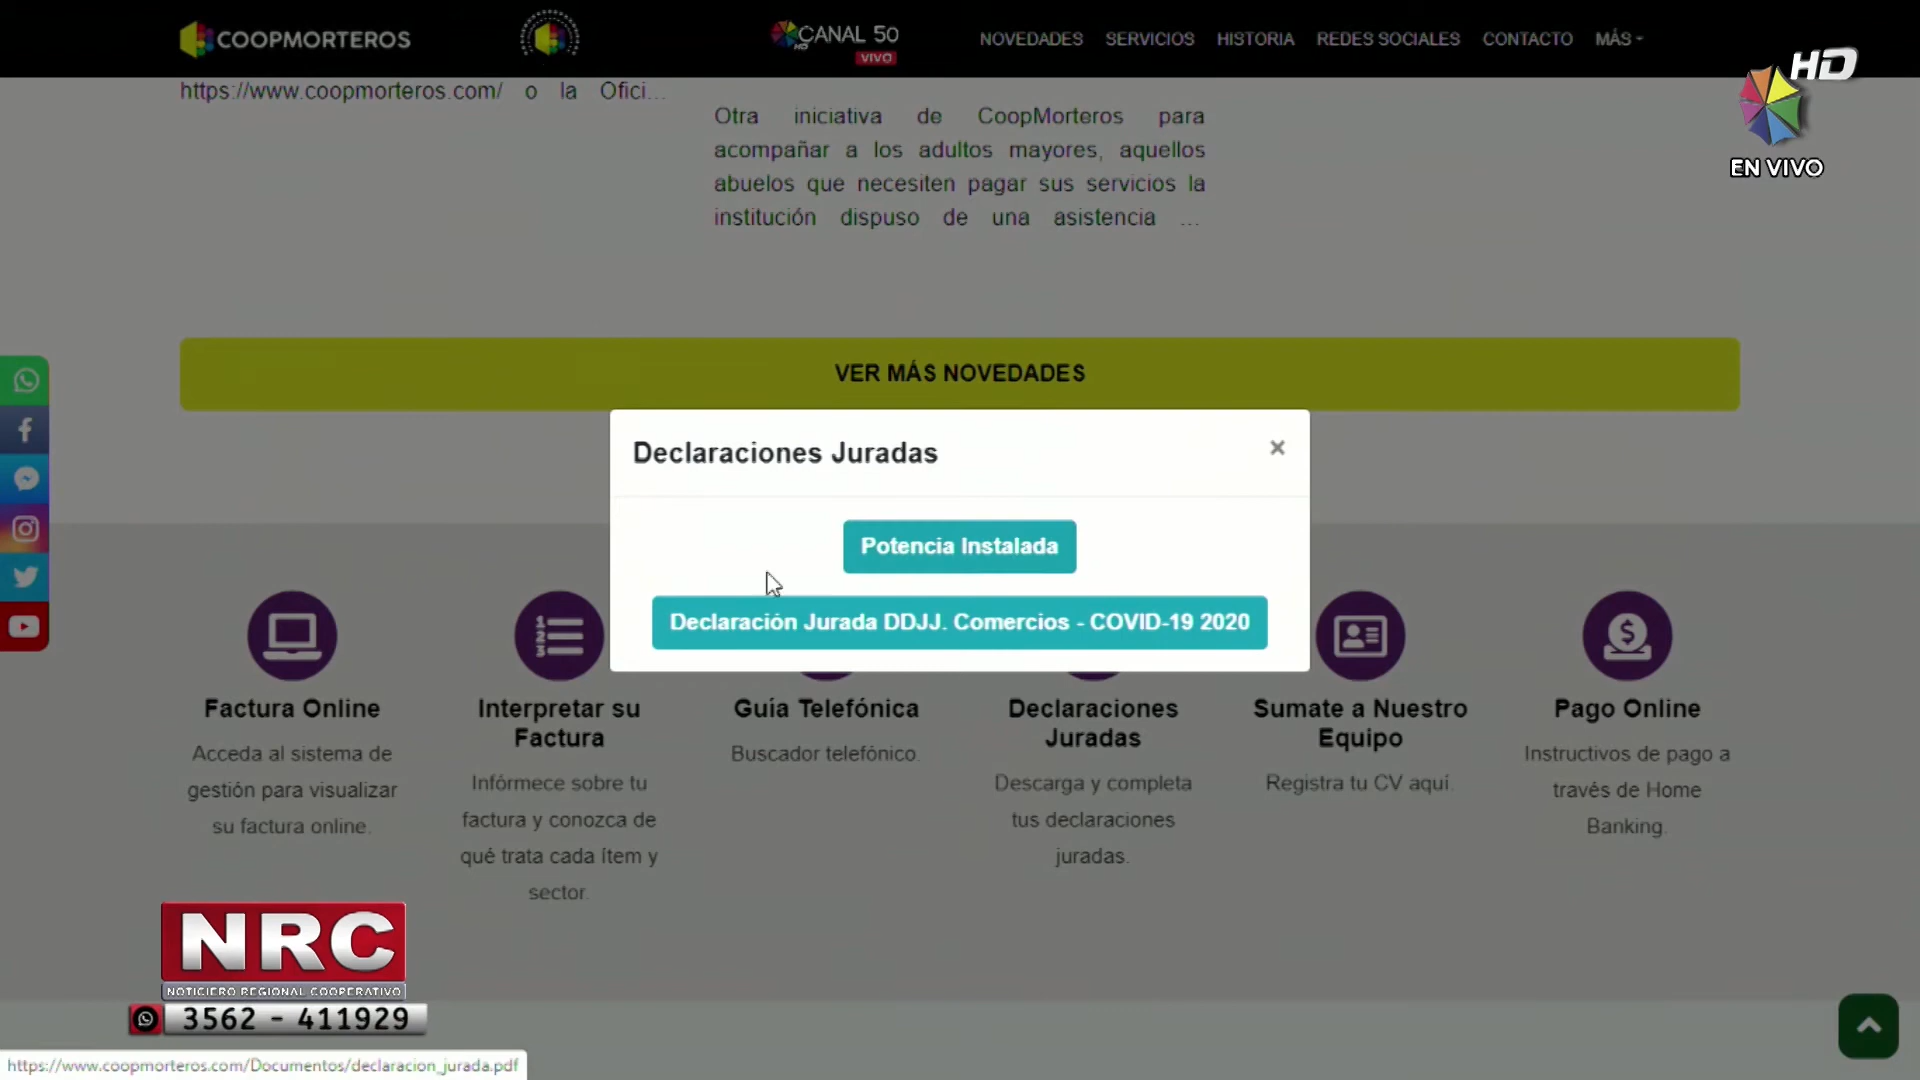 COOPMORTEROS
CANAL 50
HD
VIVO
NOVEDADES SERVICIOS HISTORIA REDES SOCIALES CONTACTO MÁS
HD
EN VIVO
https://www.coopmorteros.com/ o la Ofici...
Otra iniciativa de CoopMorteros para
acompañar a los adultos mayores, aquellos
abuelos que necesiten pagar sus servicios la
institución dispuso de una asistencia ...
VER MÁS NOVEDADES
Declaraciones Juradas
×
Potencia Instalada
Declaración Jurada DDJJ. Comercios - COVID-19 2020
Factura Online
Acceda al sistema de
gestión para visualizar
su factura online.
Interpretar su
Factura
Infórmece sobre tu
factura y conozca de
qué trata cada ítem y
sector.
Guía Telefónica
Buscador telefónico.
Declaraciones
Juradas
Descarga y completa
tus declaraciones
juradas.
Sumate a Nuestro
Equipo
Registra tu CV aquí.
Pago Online
Instructivos de pago a
través de Home
Banking.
NRC
NOTICIERO REGIONAL COOPERATIVO
3562 - 411929
https://www.coopmorteros.com/Documentos/declaracion_jurada.pdf